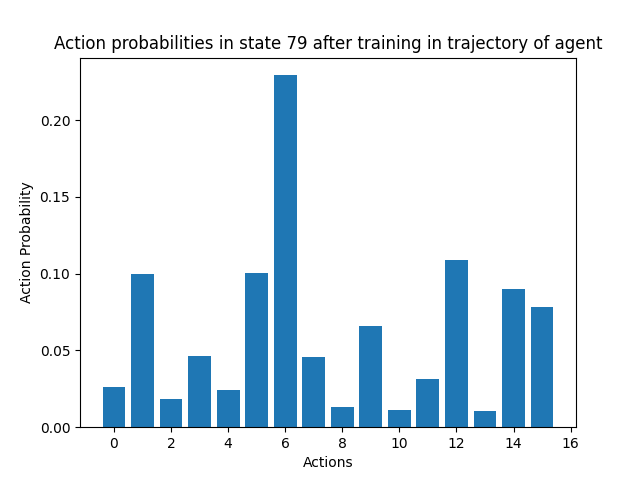 Action probabilities in state 79 after training in trajectory of agent
0.20
0.15
0.10
0.05
0.00
Action Probability
0 2 4 6 8 10 12 14 16
Actions